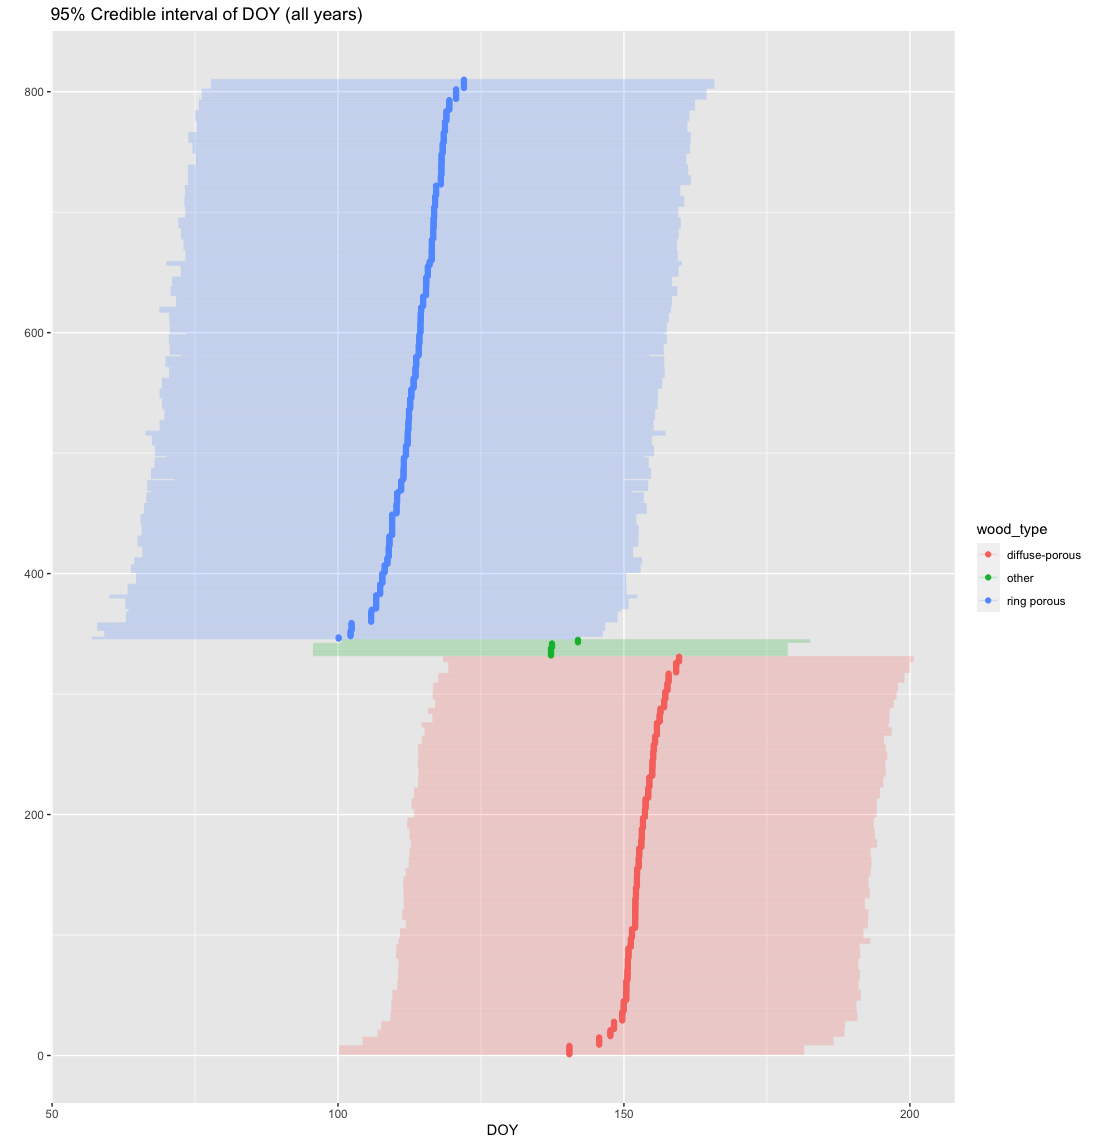 95% Credible interval of DOY (all years)
800
600
400
200
0
50
100
150
200
DOY
wood_type
diffuse-porous
other
ring porous